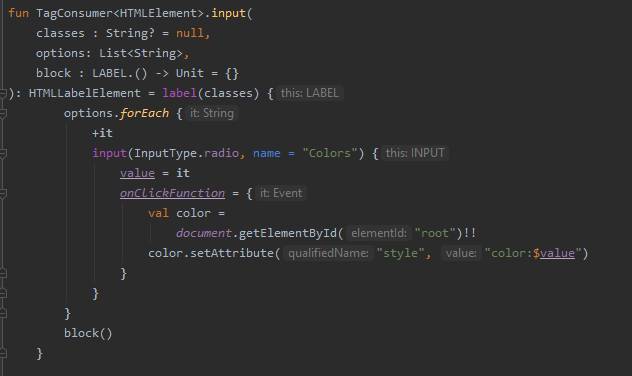 fun TagConsumer<HTMLElement>.input(
    classes : String? = null,
    options: List<String>,
    block : LABEL.() -> Unit = {}
): HTMLLabelElement = label(classes) { this: LABEL
        options.forEach { it: String
            +it
            input(InputType.radio, name = "Colors") { this: INPUT
                value = it
                onClickFunction = { it: Event
                    val color =
                        document.getElementById( elementId: "root")!!
                    color.setAttribute( qualifiedName: "style", value: "color:$value")
                }
            }
        }
        block()
    }